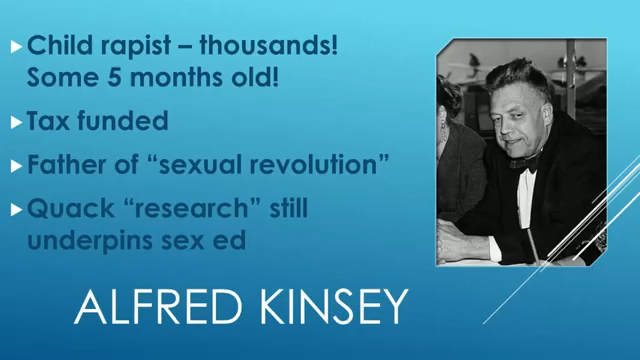 Child rapist – thousands!
Some 5 months old!
Tax funded
Father of “sexual revolution”
Quack “research” still
underpins sex ed
ALFRED KINSEY